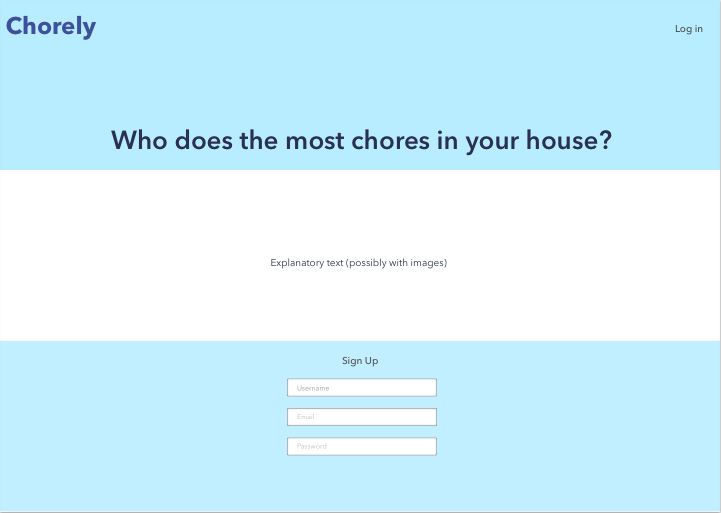 Chorely
Log in
Who does the most chores in your house?
Explanatory text (possibly with images)
Sign Up
Username
Email
Password